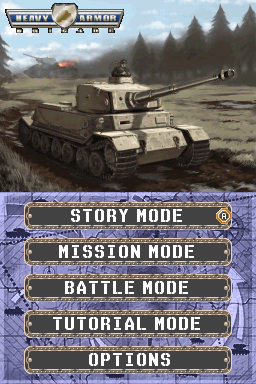 HEAVY ARMOR
BRIGADE
STORY MODE
A
MISSION MODE
BATTLE MODE
TUTORIAL MODE
OPTIONS